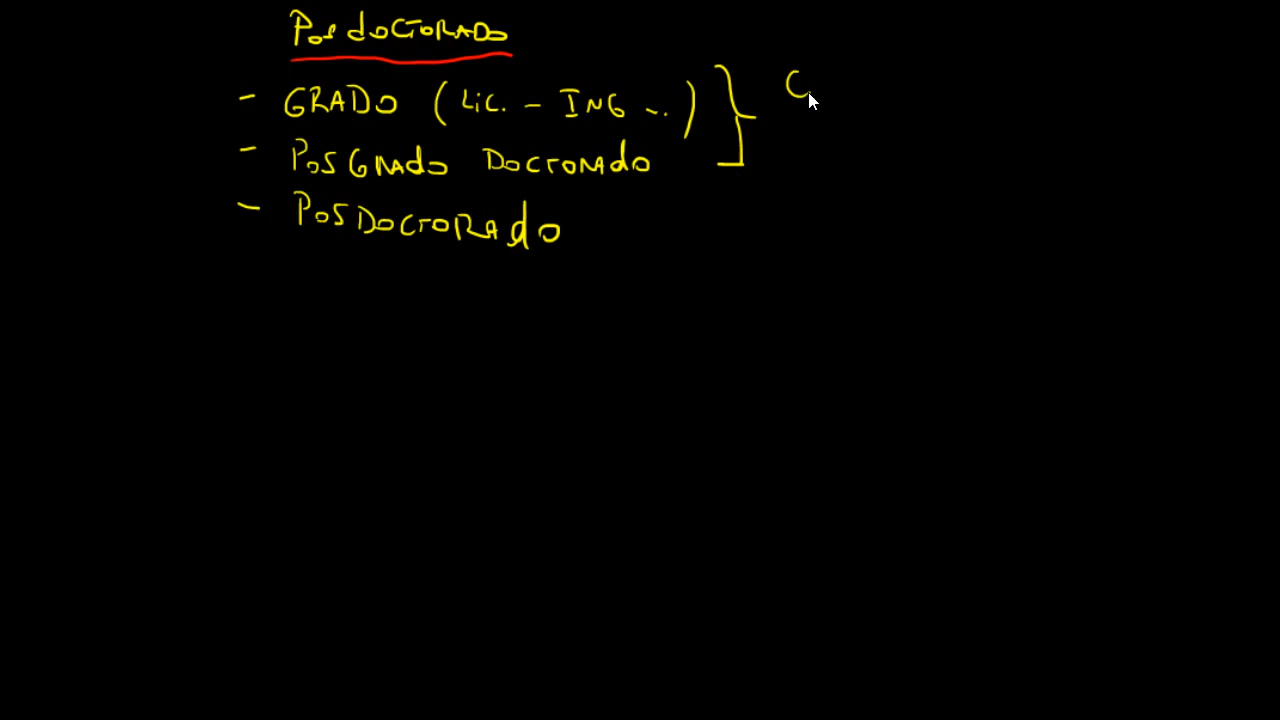 PosdoCTORADO
- GRADO (Lic. - ING ...) } C
- POSGRAdo DOCTORAdo
- POSDOCTORAdo